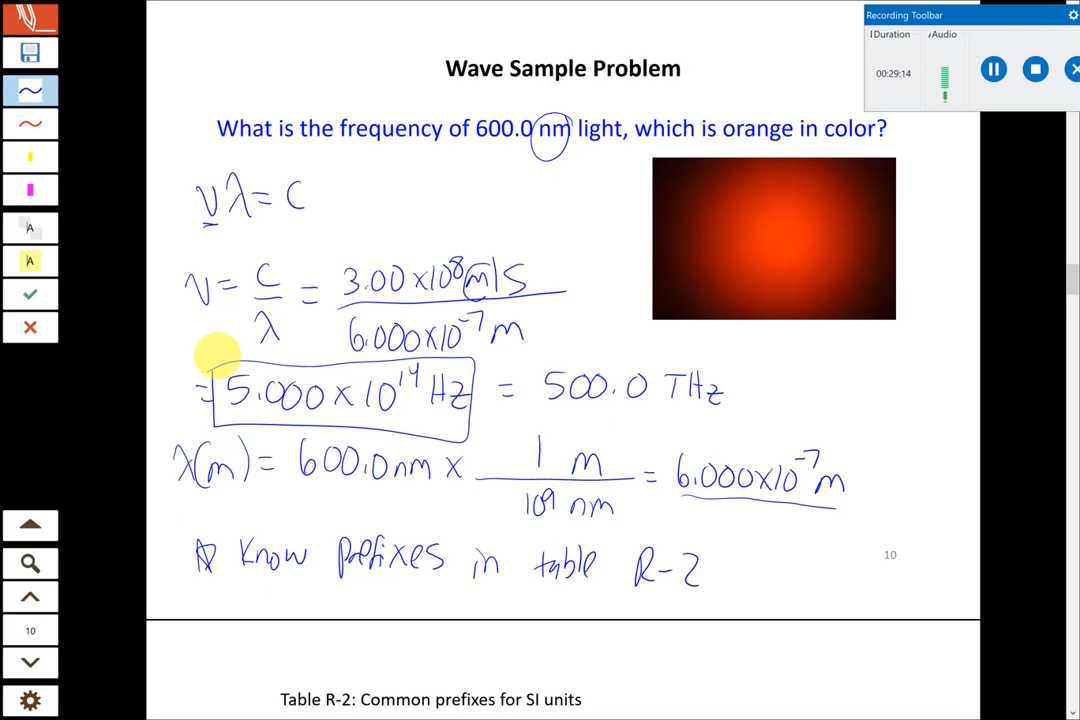 Recording Toolbar
Duration
Audio
00:29:14
Wave Sample Problem
What is the frequency of 600.0 nm light, which is orange in color?
νλ = C
ν = C/λ = 3.00 x 10⁸ m/s / 6.000 x 10⁻⁷ m
= 5.000 x 10¹⁴ Hz = 500.0 THz
λ(m) = 600.0 nm x 1 m / 10⁹ nm = 6.000 x 10⁻⁷ m
☆ Know prefixes in table R-2
10
10
Table R-2: Common prefixes for SI units